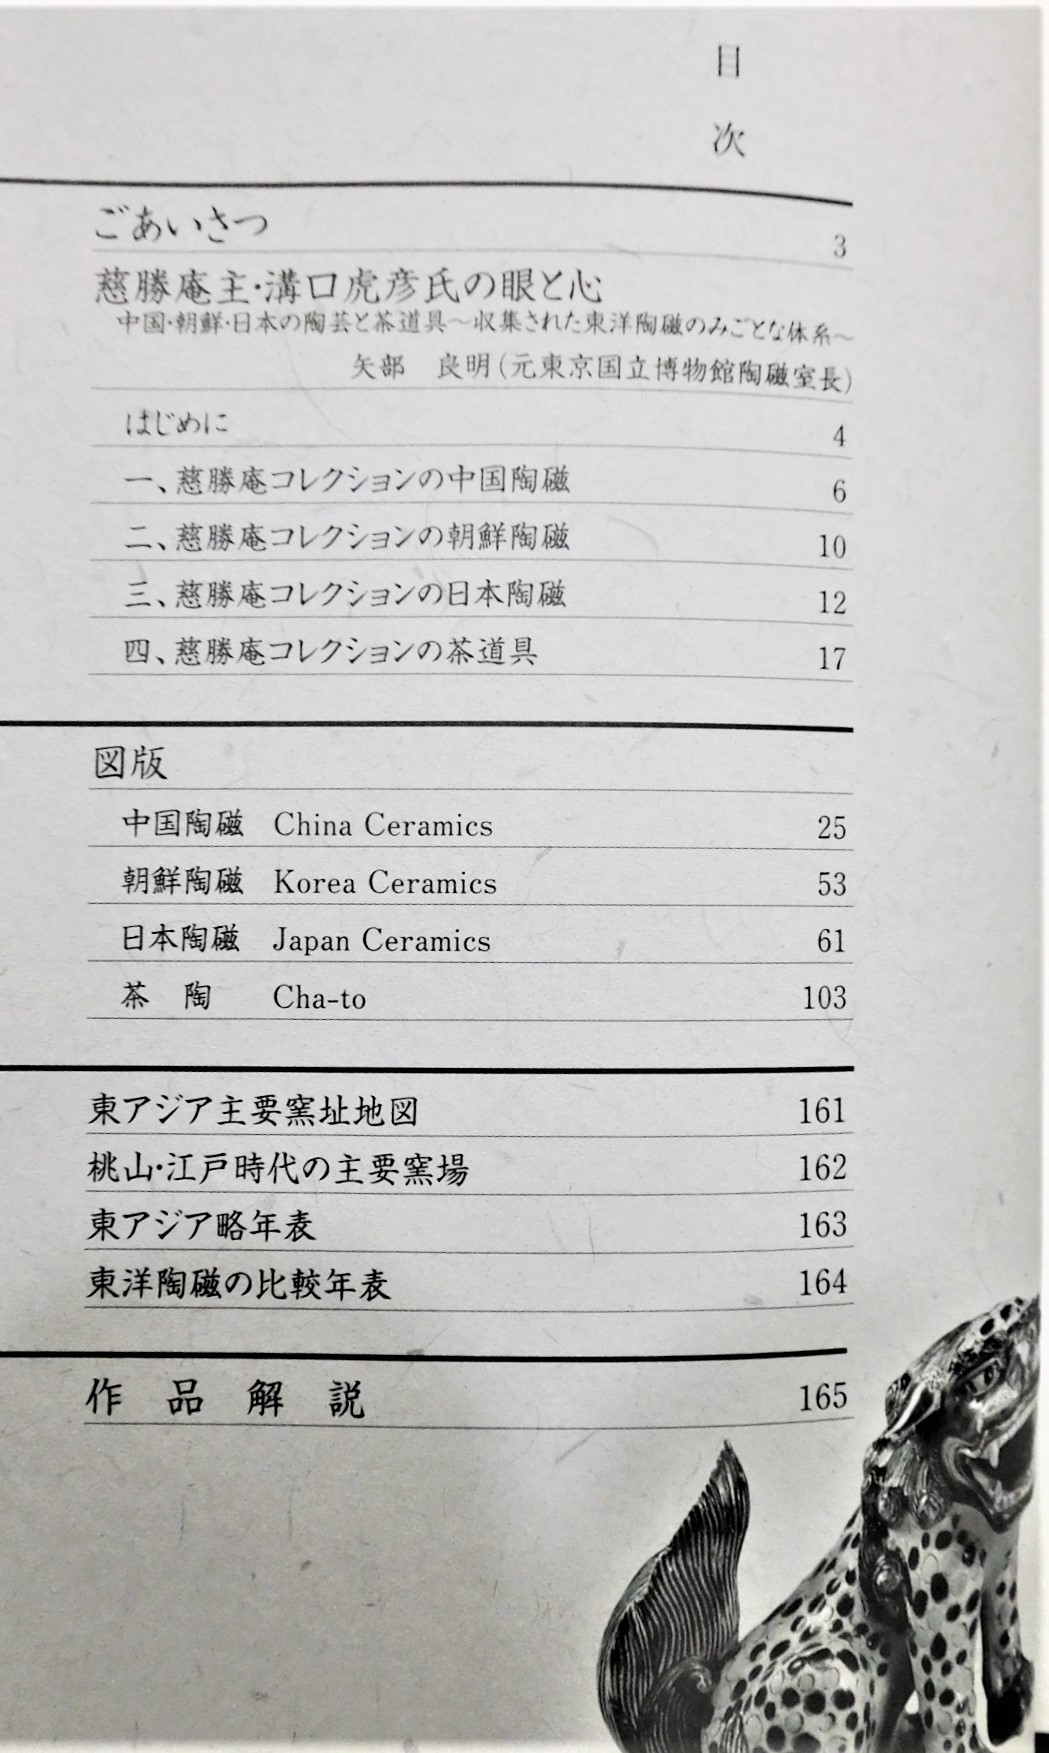 目
次
ごあいさつ 3
慈勝庵主・溝口虎彦氏の眼と心
中国・朝鮮・日本の陶芸と茶道具～収集された東洋陶磁のみごとな体系～
矢部 良明(元東京国立博物館陶磁室長)
はじめに 4
一、慈勝庵コレクションの中国陶磁 6
二、慈勝庵コレクションの朝鮮陶磁 10
三、慈勝庵コレクションの日本陶磁 12
四、慈勝庵コレクションの茶道具 17
図版
中国陶磁 China Ceramics 25
朝鮮陶磁 Korea Ceramics 53
日本陶磁 Japan Ceramics 61
茶 陶 Cha-to 103
東アジア主要窯址地図 161
桃山・江戸時代の主要窯場 162
東アジア略年表 163
東洋陶磁の比較年表 164
作 品 解 説 165